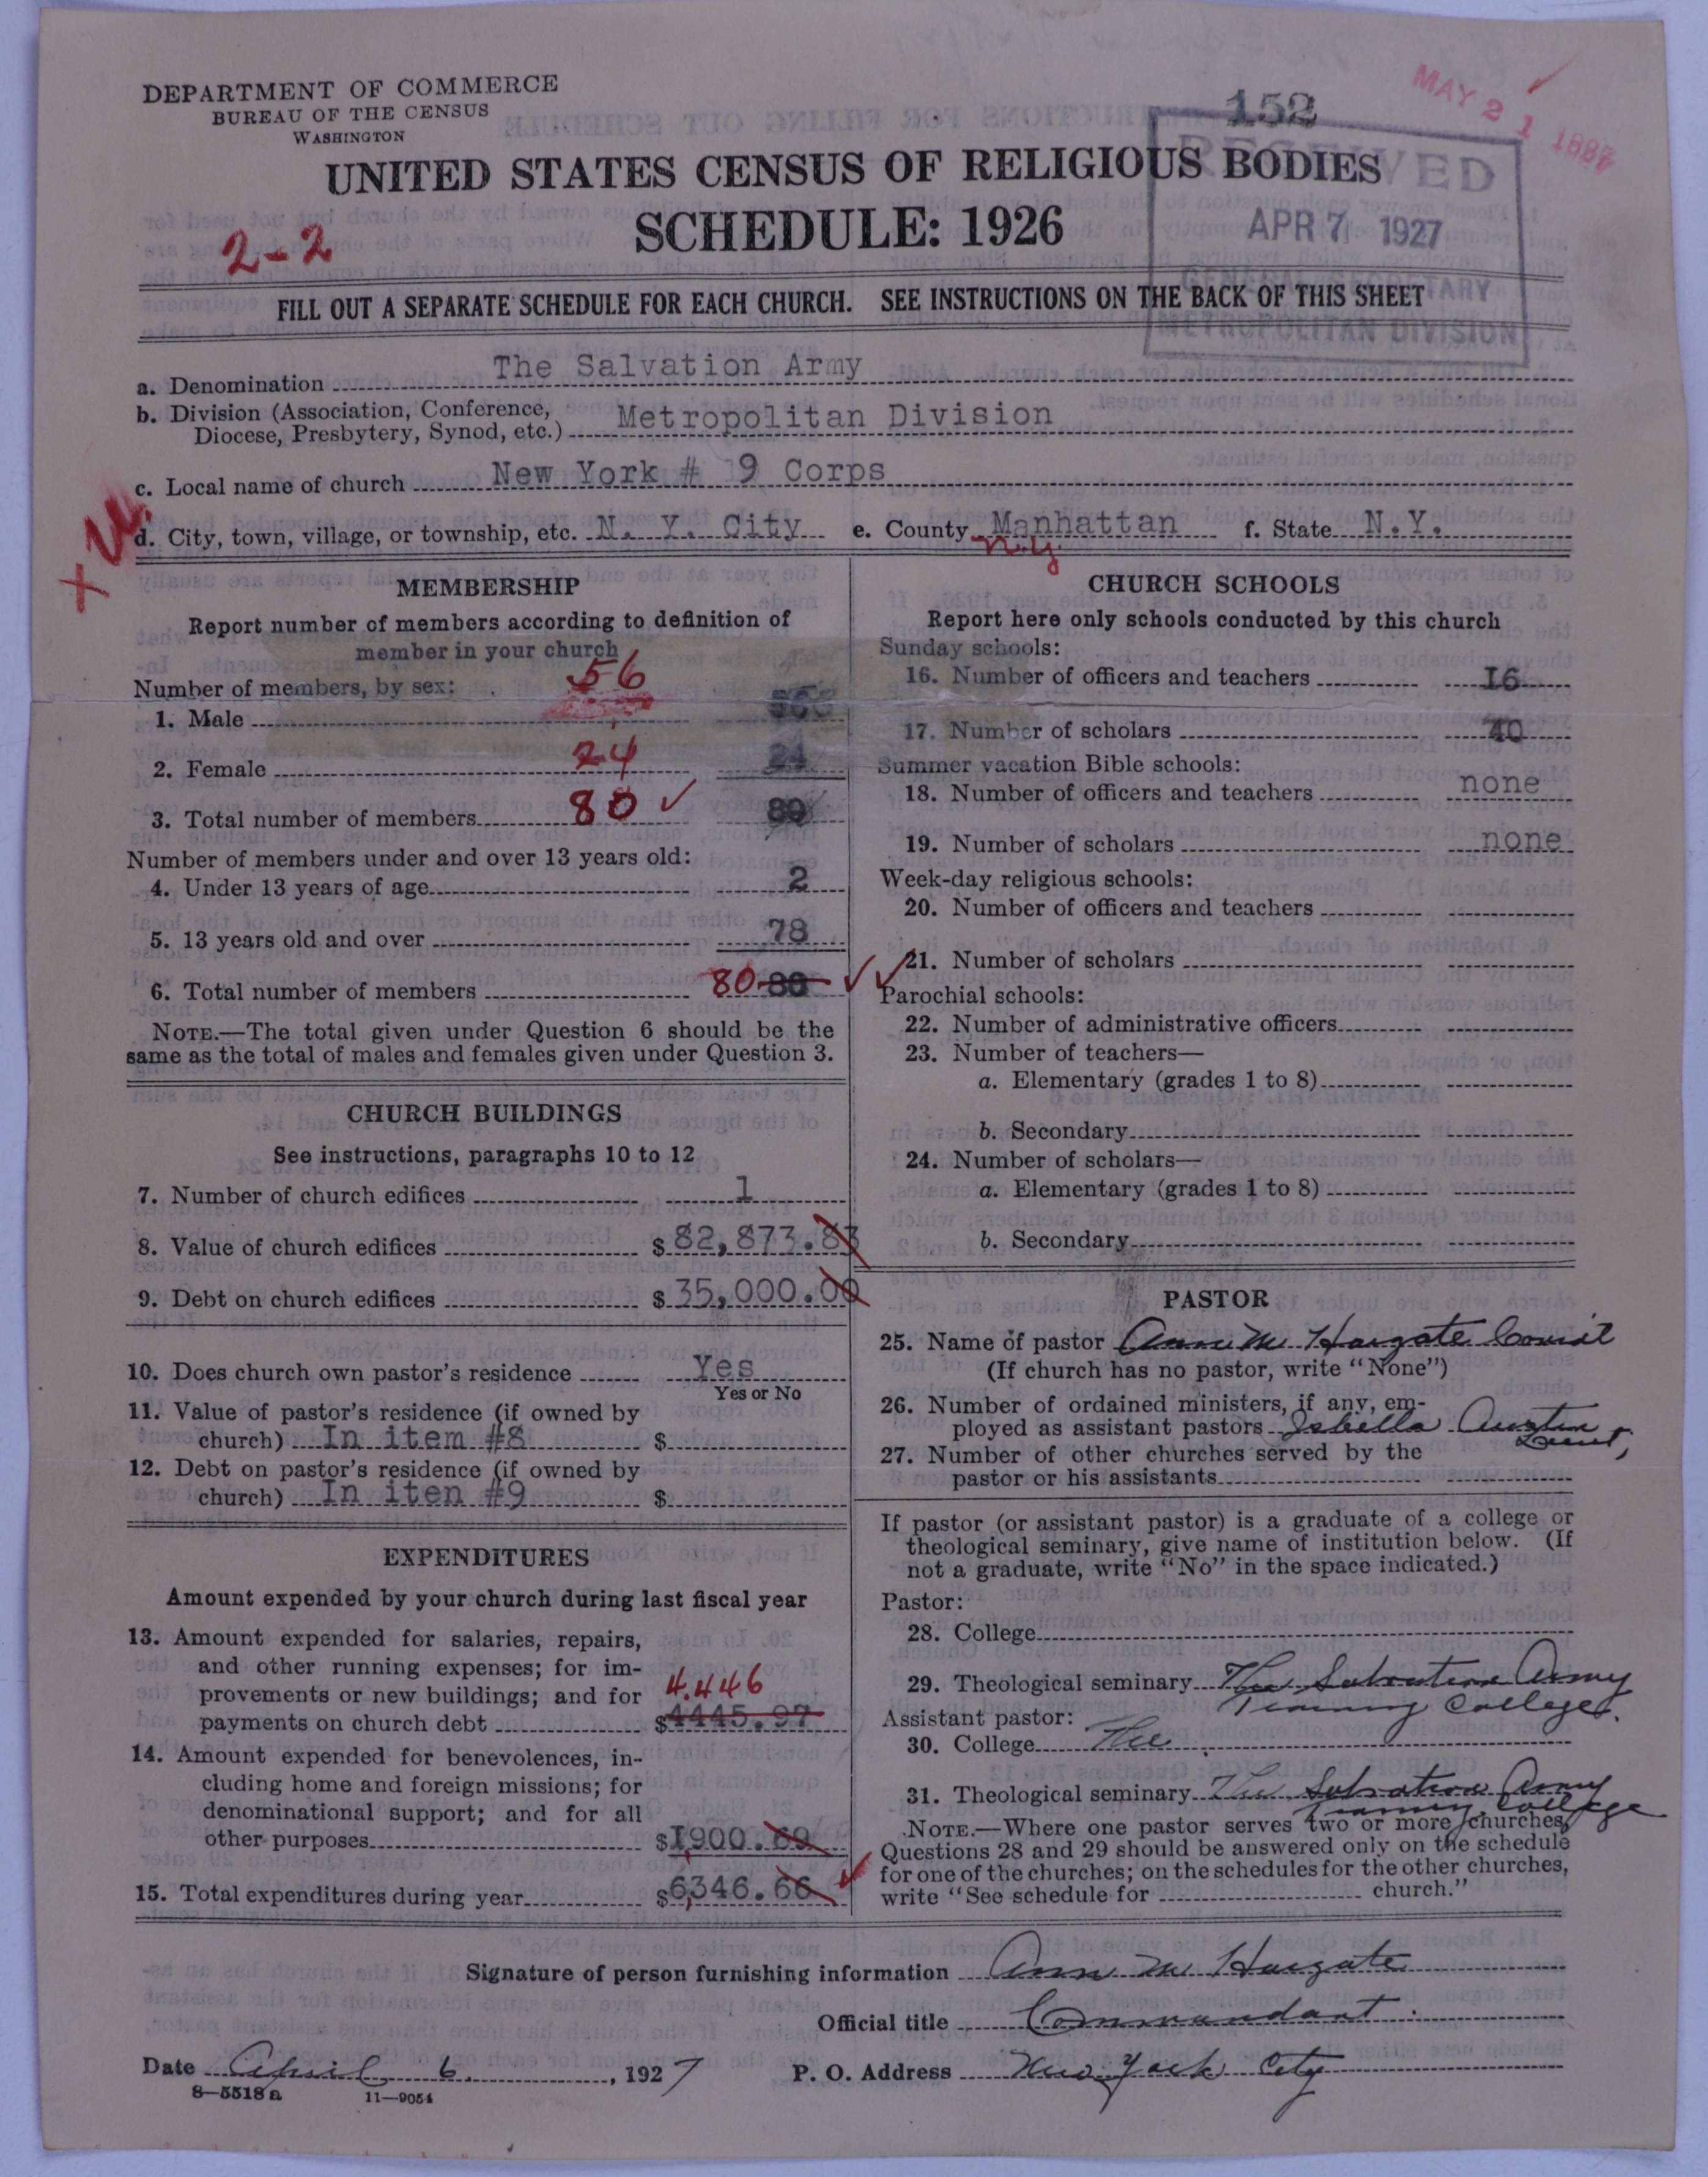 DEPARTMENT OF COMMERCE
BUREAU OF THE CENSUS
WASHINGTON
152
MAY 21
RECEIVED
APR 7 1927
GENERAL SECRETARY
METROPOLITAN DIVISION
UNITED STATES CENSUS OF RELIGIOUS BODIES
SCHEDULE: 1926
2-2
FILL OUT A SEPARATE SCHEDULE FOR EACH CHURCH. SEE INSTRUCTIONS ON THE BACK OF THIS SHEET
a. Denomination The Salvation Army
b. Division (Association, Conference,
Diocese, Presbytery, Synod, etc.) Metropolitan Division
c. Local name of church New York # 9 Corps
d. City, town, village, or township, etc. N. Y. City e. County Manhattan f. State N.Y.
N.Y.
MEMBERSHIP
Report number of members according to definition of
member in your church
Number of members, by sex:
56
1. Male
2. Female 24 24
3. Total number of members 80 ✓ 80
Number of members under and over 13 years old:
4. Under 13 years of age 2
5. 13 years old and over 78
6. Total number of members 80 80 ✓✓
NOTE.—The total given under Question 6 should be the
same as the total of males and females given under Question 3.
CHURCH BUILDINGS
See instructions, paragraphs 10 to 12
7. Number of church edifices 1
8. Value of church edifices $82,873.83
9. Debt on church edifices $35,000.00
10. Does church own pastor's residence Yes
Yes or No
11. Value of pastor's residence (if owned by
church) In item #8 $
12. Debt on pastor's residence (if owned by
church) In iten #9 $
EXPENDITURES
Amount expended by your church during last fiscal year
13. Amount expended for salaries, repairs,
and other running expenses; for im-
provements or new buildings; and for 4.446
payments on church debt $4445.97
14. Amount expended for benevolences, in-
cluding home and foreign missions; for
denominational support; and for all
other purposes $1900.69
15. Total expenditures during year $6346.66 ✓
CHURCH SCHOOLS
Report here only schools conducted by this church
Sunday schools:
16. Number of officers and teachers 16
17. Number of scholars 40
Summer vacation Bible schools:
18. Number of officers and teachers none
19. Number of scholars none
Week-day religious schools:
20. Number of officers and teachers
21. Number of scholars
Parochial schools:
22. Number of administrative officers
23. Number of teachers—
a. Elementary (grades 1 to 8)
b. Secondary
24. Number of scholars—
a. Elementary (grades 1 to 8)
b. Secondary
PASTOR
25. Name of pastor Ann M Hargate
(If church has no pastor, write "None")
26. Number of ordained ministers, if any, em-
ployed as assistant pastors Isbella Austin
Lieut,
27. Number of other churches served by the
pastor or his assistants
If pastor (or assistant pastor) is a graduate of a college or
theological seminary, give name of institution below. (If
not a graduate, write "No" in the space indicated.)
Pastor:
28. College
29. Theological seminary The Salvation Army
Training College.
Assistant pastor:
30. College The
31. Theological seminary The Salvation Army
Training College
NOTE.—Where one pastor serves two or more churches,
Questions 28 and 29 should be answered only on the schedule
for one of the churches; on the schedules for the other churches,
write "See schedule for church."
Signature of person furnishing information Ann M Hargate
Official title Commandant
Date April 6, 1927 P. O. Address New York City
8—5518 a 11—9054